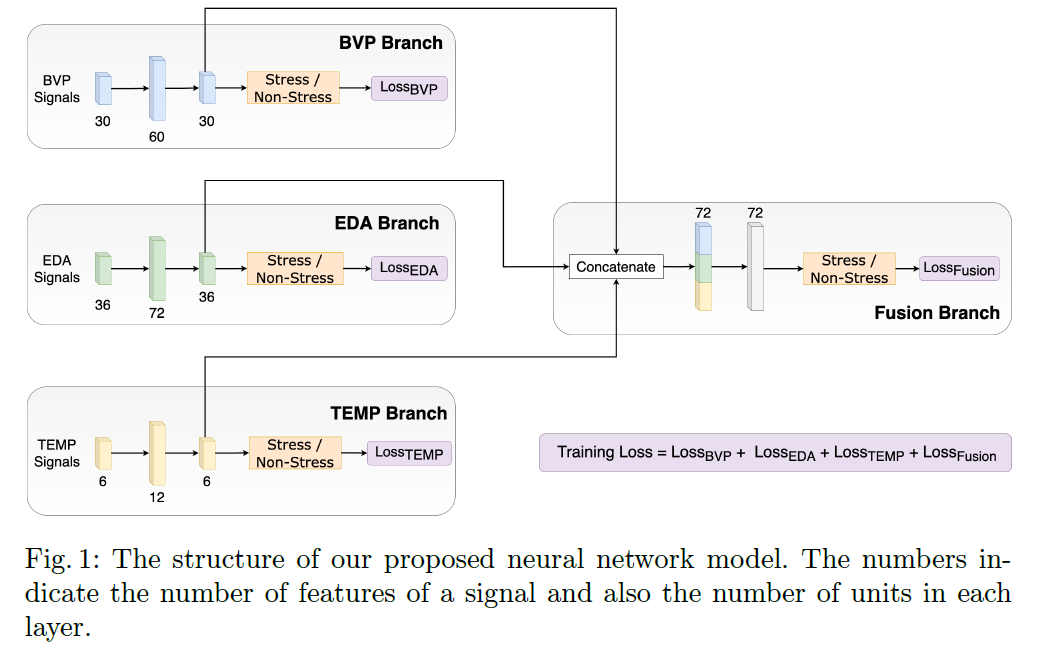 BVP Branch
BVP
Signals
30
60
30
Stress /
Non-Stress
LossBVP
EDA Branch
EDA
Signals
36
72
36
Stress /
Non-Stress
LossEDA
TEMP Branch
TEMP
Signals
6
12
6
Stress /
Non-Stress
LossTEMP
Concatenate
72
72
Stress /
Non-Stress
LossFusion
Fusion Branch
Training Loss = LossBVP + LossEDA + LossTEMP + LossFusion
Fig. 1: The structure of our proposed neural network model. The numbers in-
dicate the number of features of a signal and also the number of units in each
layer.